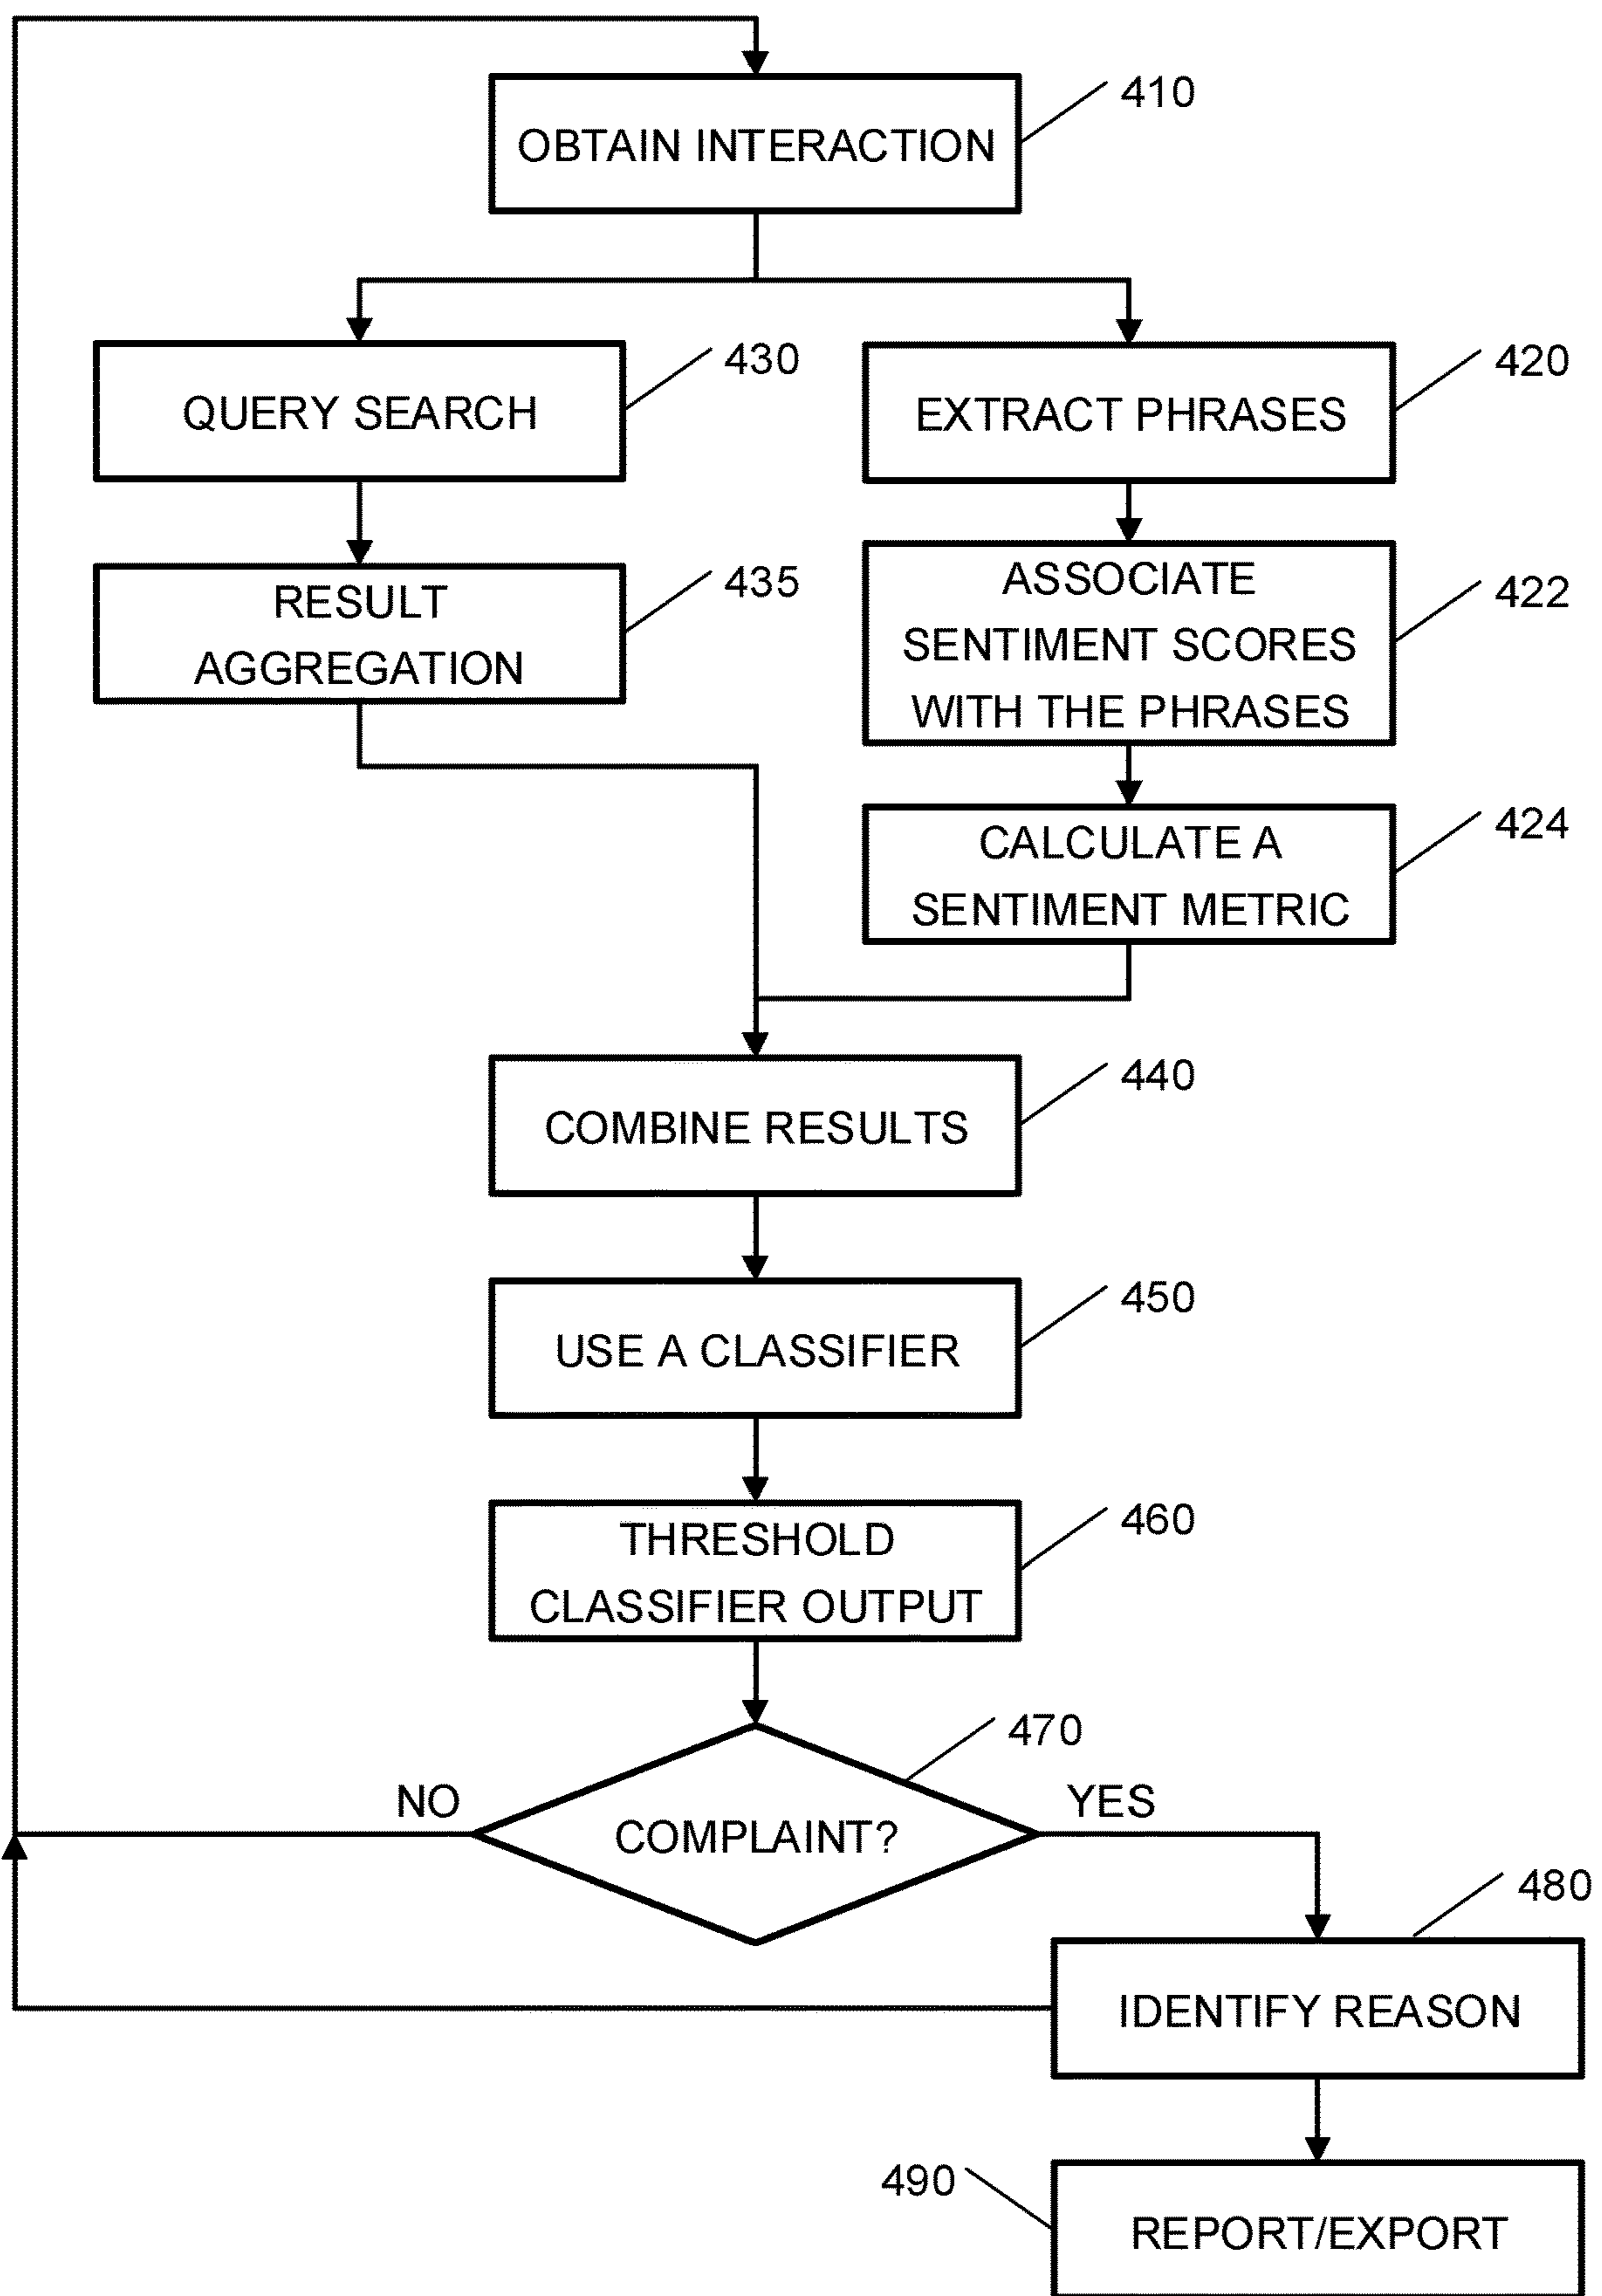 410
OBTAIN INTERACTION
430
QUERY SEARCH
420
EXTRACT PHRASES
435
RESULT
AGGREGATION
422
ASSOCIATE
SENTIMENT SCORES
WITH THE PHRASES
424
CALCULATE A
SENTIMENT METRIC
440
COMBINE RESULTS
450
USE A CLASSIFIER
460
THRESHOLD
CLASSIFIER OUTPUT
470
NO
COMPLAINT?
YES
480
IDENTIFY REASON
490
REPORT/EXPORT